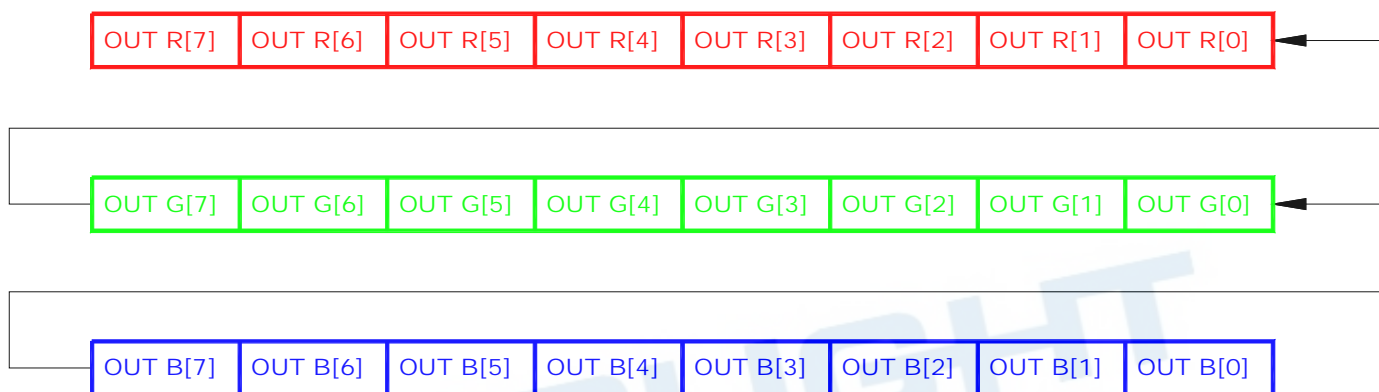 OUT R[7] OUT R[6] OUT R[5] OUT R[4] OUT R[3] OUT R[2] OUT R[1] OUT R[0]
OUT G[7] OUT G[6] OUT G[5] OUT G[4] OUT G[3] OUT G[2] OUT G[1] OUT G[0]
OUT B[7] OUT B[6] OUT B[5] OUT B[4] OUT B[3] OUT B[2] OUT B[1] OUT B[0]